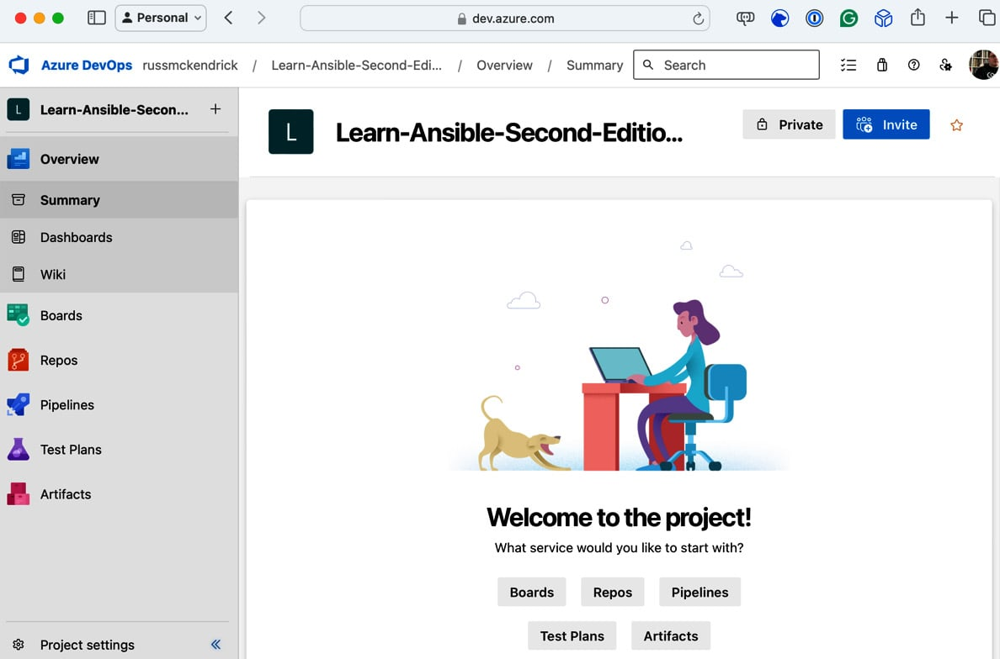 Personal
dev.azure.com
Azure DevOps russmckendrick / Learn-Ansible-Second-Edi... / Overview / Summary
Search
L Learn-Ansible-Secon... +
Overview
Summary
Dashboards
Wiki
Boards
Repos
Pipelines
Test Plans
Artifacts
Project settings
L
Learn-Ansible-Second-Editio...
Private
Invite
Welcome to the project!
What service would you like to start with?
Boards Repos Pipelines
Test Plans Artifacts